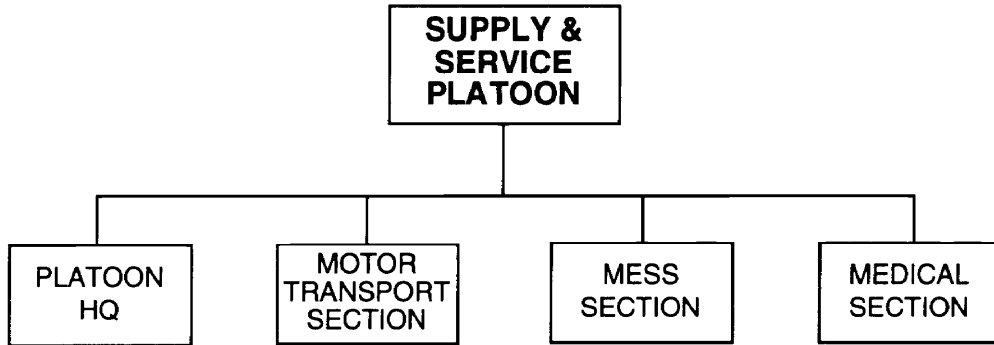 SUPPLY &
SERVICE
PLATOON
PLATOON
HQ
MOTOR
TRANSPORT
SECTION
MESS
SECTION
MEDICAL
SECTION